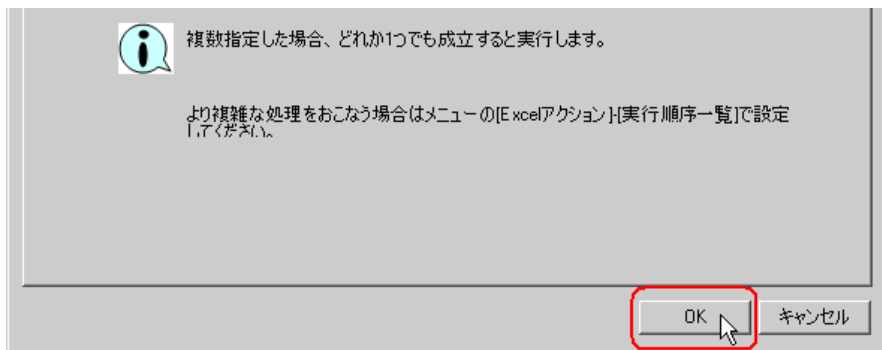 複数指定した場合、どれか1つでも成立すると実行します。
より複雑な処理をおこなう場合はメニューの[Excelアクション]-[実行順序一覧]で設定
してください。
OK
キャンセル